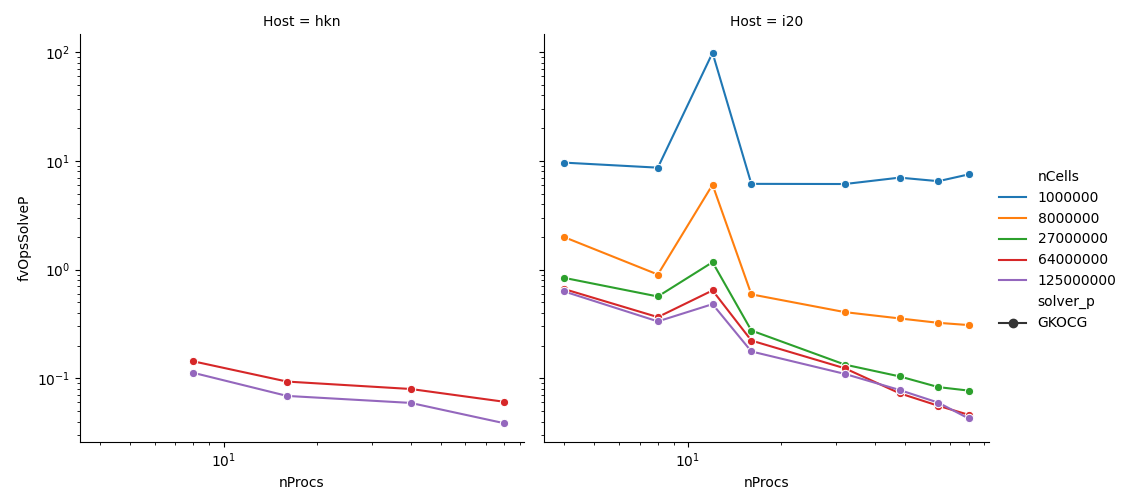 Host = hkn
Host = i20
fvOpsSolveP
10²
10¹
10⁰
10⁻¹
10¹
10¹
nProcs
nProcs
nCells
1000000
8000000
27000000
64000000
125000000
solver_p
GKOCG